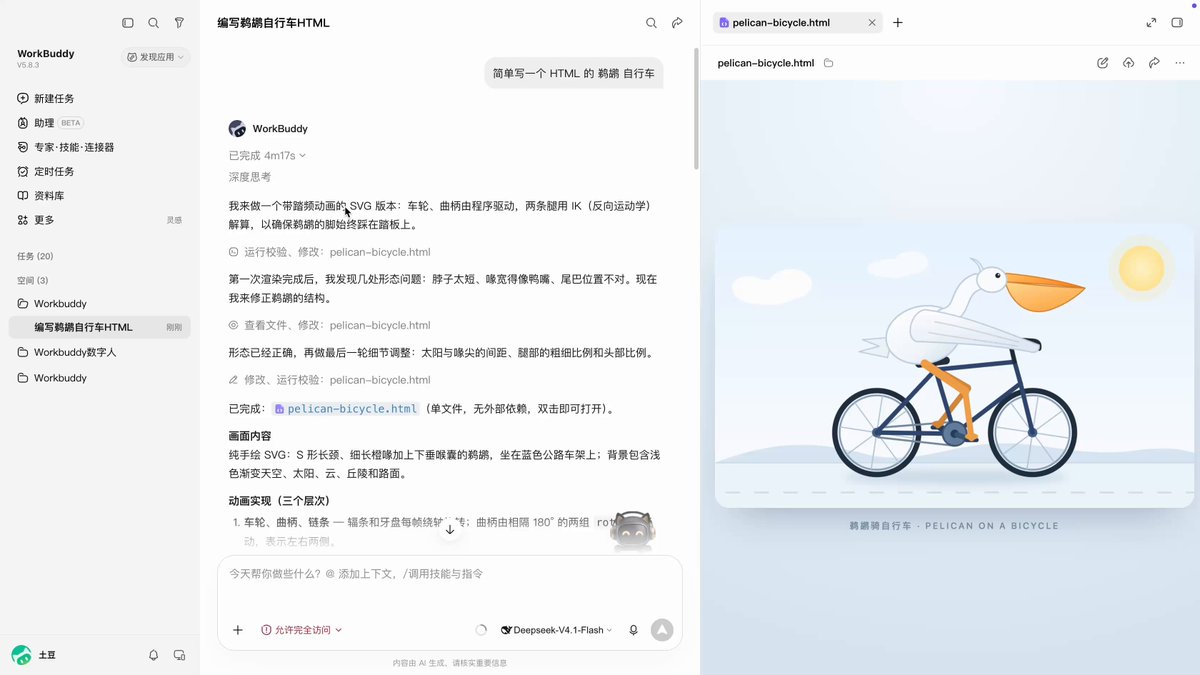 WorkBuddy
V5.8.3
发现应用
新建任务
助理 BETA
专家·技能·连接器
定时任务
资料库
更多 灵感
任务 (20)
空间 (3)
Workbuddy
编写鹈鹕自行车HTML 刚刚
Workbuddy数字人
Workbuddy
土豆
编写鹈鹕自行车HTML
简单写一个 HTML 的 鹈鹕 自行车
WorkBuddy
已完成 4m17s
深度思考
我来做一个带踏频动画的 SVG 版本：车轮、曲柄由程序驱动，两条腿用 IK（反向运动学）
解算，以确保鹈鹕的脚始终踩在踏板上。
运行校验、修改： pelican-bicycle.html
第一次渲染完成后，我发现几处形态问题：脖子太短、喙宽得像鸭嘴、尾巴位置不对。现在
我来修正鹈鹕的结构。
查看文件、修改： pelican-bicycle.html
形态已经正确，再做最后一轮细节调整：太阳与喙尖的间距、腿部的粗细比例和头部比例。
修改、运行校验： pelican-bicycle.html
已完成： pelican-bicycle.html （单文件，无外部依赖，双击即可打开）。
画面内容
纯手绘 SVG：S 形长颈、细长橙喙加上下垂喉囊的鹈鹕，坐在蓝色公路车架上；背景包含浅
色渐变天空、太阳、云、丘陵和路面。
动画实现（三个层次）
1. 车轮、曲柄、链条 — 辐条和牙盘每帧绕轴旋转；曲柄由相隔 180° 的两组 rot
动，表示左右两侧。
今天帮你做些什么？@ 添加上下文，/调用技能与指令
允许完全访问
Deepseek-V4.1-Flash
内容由 AI 生成、请核实重要信息
pelican-bicycle.html
pelican-bicycle.html
鹈鹕骑自行车 · PELICAN ON A BICYCLE